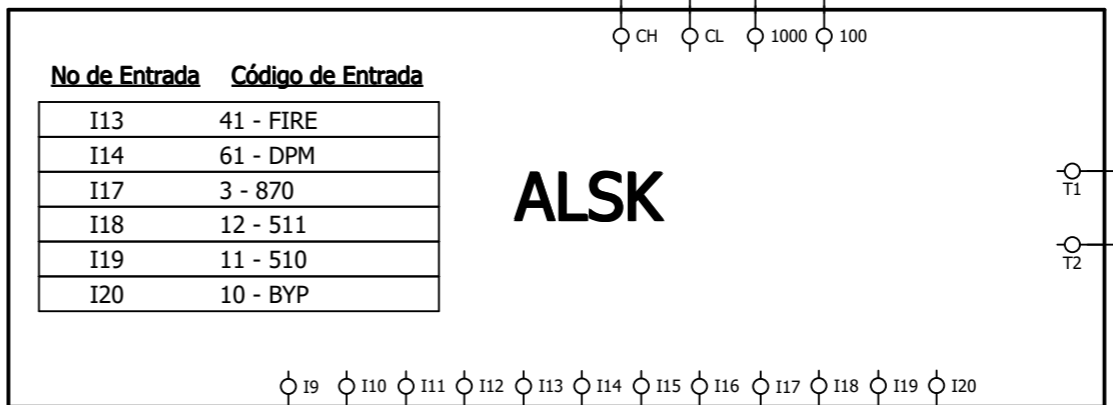 CH CL 1000 100
No de Entrada Código de Entrada
I13 41 - FIRE
I14 61 - DPM
I17 3 - 870
I18 12 - 511
I19 11 - 510
I20 10 - BYP
ALSK
T1
T2
I9 I10 I11 I12 I13 I14 I15 I16 I17 I18 I19 I20